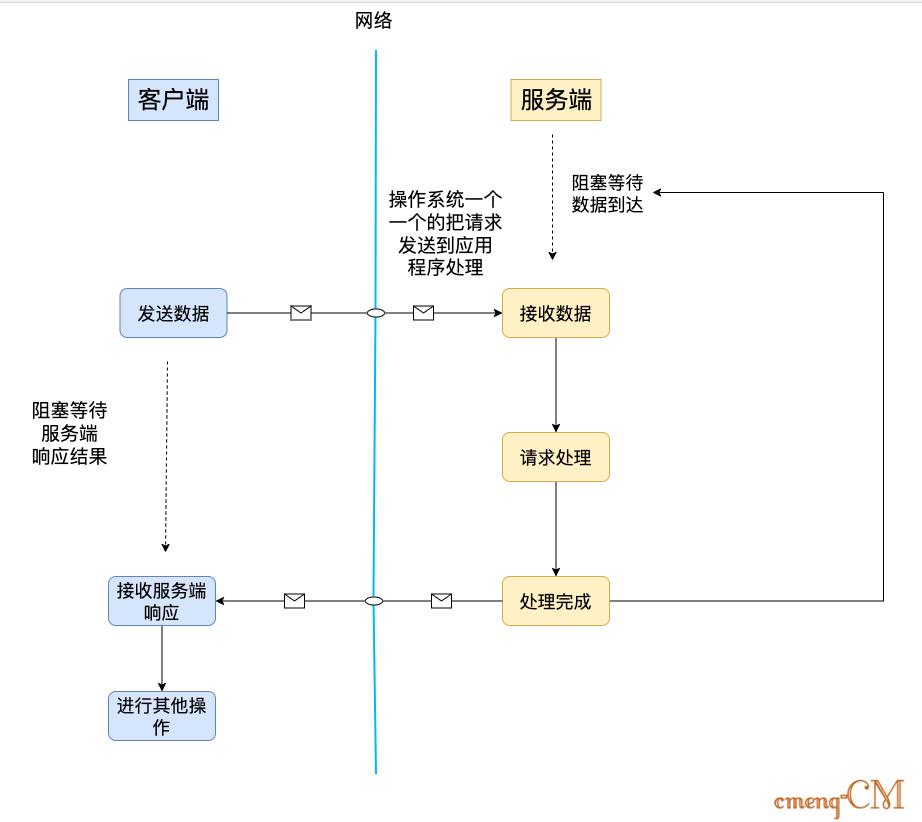 网络
客户端
服务端
阻塞等待
数据到达
操作系统一个
一个的把请求
发送到应用
程序处理
发送数据
接收数据
阻塞等待
服务端
响应结果
请求处理
接收服务端
响应
处理完成
进行其他操
作
cmeng-CM